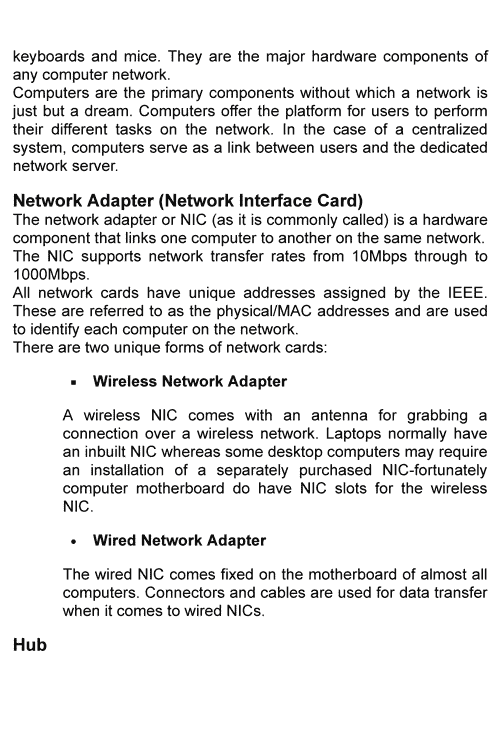 keyboards and mice. They are the major hardware components of
any computer network.
Computers are the primary components without which a network is
just but a dream. Computers offer the platform for users to perform
their different tasks on the network. In the case of a centralized
system, computers serve as a link between users and the dedicated
network server.
Network Adapter (Network Interface Card)
The network adapter or NIC (as it is commonly called) is a hardware
component that links one computer to another on the same network.
The NIC supports network transfer rates from 10Mbps through to
1000Mbps.
All network cards have unique addresses assigned by the IEEE.
These are referred to as the physical/MAC addresses and are used
to identify each computer on the network.
There are two unique forms of network cards:
▪ Wireless Network Adapter
A wireless NIC comes with an antenna for grabbing a
connection over a wireless network. Laptops normally have
an inbuilt NIC whereas some desktop computers may require
an installation of a separately purchased NIC-fortunately
computer motherboard do have NIC slots for the wireless
NIC.
• Wired Network Adapter
The wired NIC comes fixed on the motherboard of almost all
computers. Connectors and cables are used for data transfer
when it comes to wired NICs.
Hub